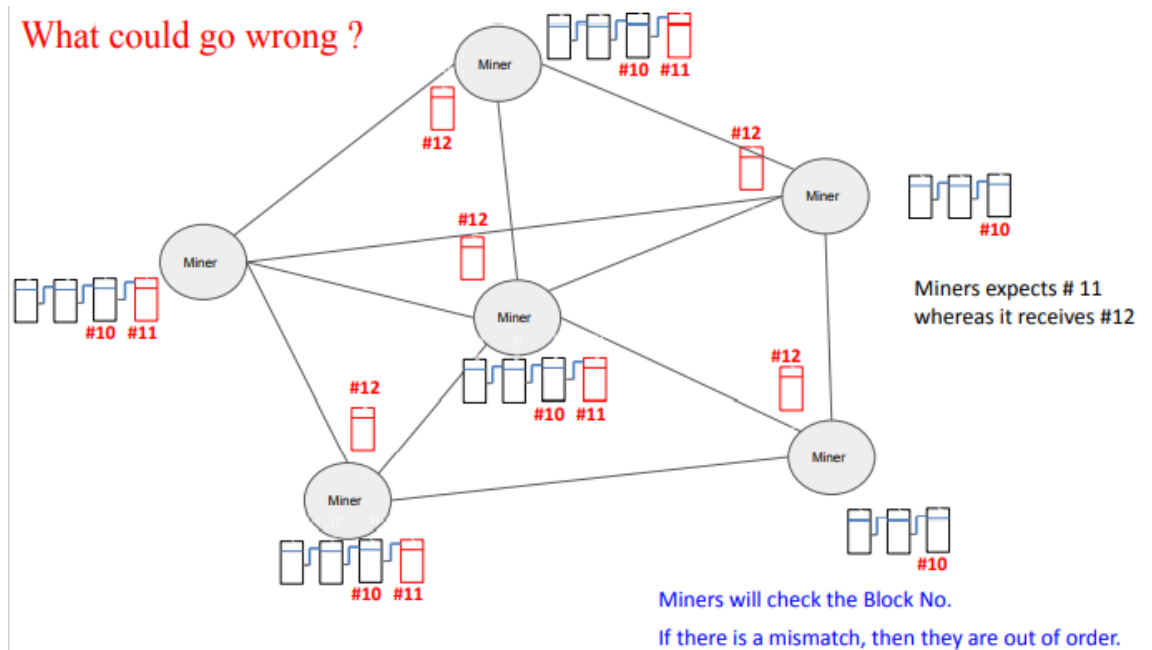 What could go wrong ?
Miner
#10 #11
#12
#12
Miner
#10
#12
Miner
#10 #11
Miner
#10 #11
Miners expects # 11
whereas it receives #12
#12
#12
Miner
#10 #11
Miner
#10
Miners will check the Block No.
If there is a mismatch, then they are out of order.